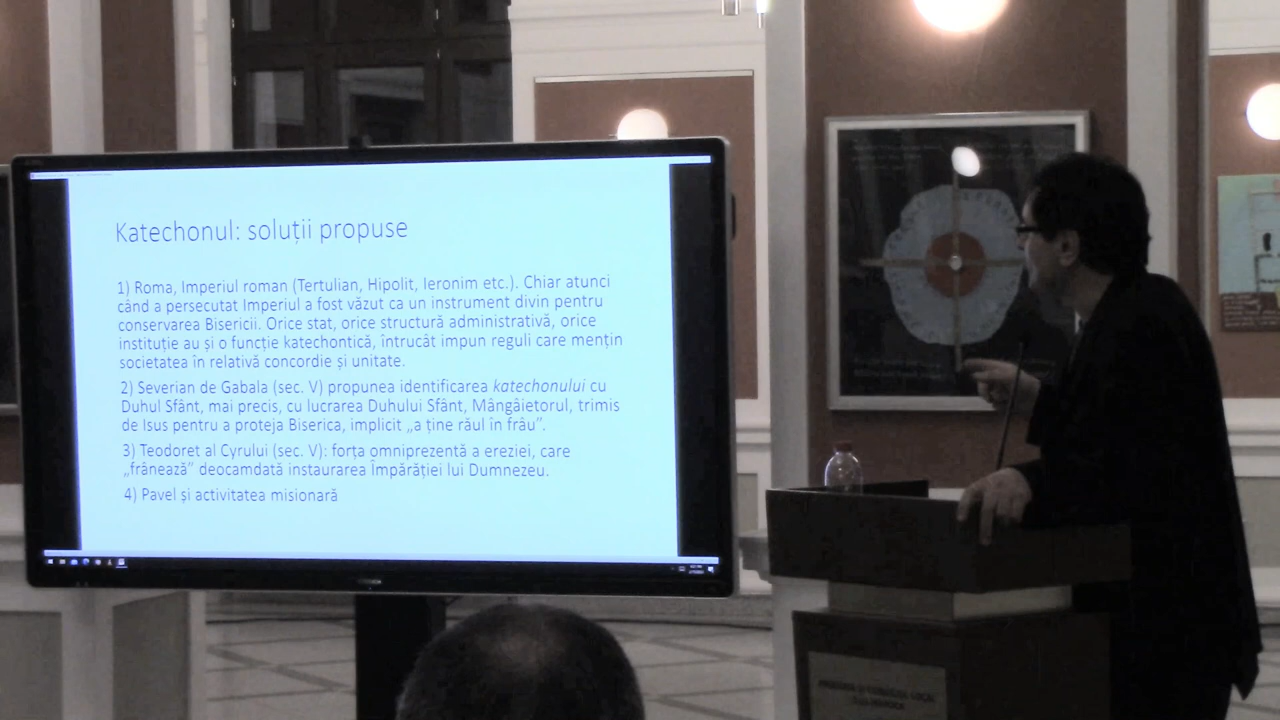 Katechonul: soluții propuse
1) Roma, Imperiul roman (Tertulian, Hipolit, Ieronim etc.). Chiar atunci
când a persecutat Imperiul a fost văzut ca un instrument divin pentru
conservarea Bisericii. Orice stat, orice structură administrativă, orice
instituție au și o funcție katechontică, întrucât impun reguli care mențin
societatea în relativă concordie și unitate.
2) Severian de Gabala (sec. V) propunea identificarea katechonului cu
Duhul Sfânt, mai precis, cu lucrarea Duhului Sfânt, Mângâietorul, trimis
de Isus pentru a proteja Biserica, implicit „a ține răul în frâu”.
3) Teodoret al Cyrului (sec. V): forța omniprezentă a ereziei, care
„frânează” deocamdată instaurarea Împărăției lui Dumnezeu.
4) Pavel și activitatea misionară